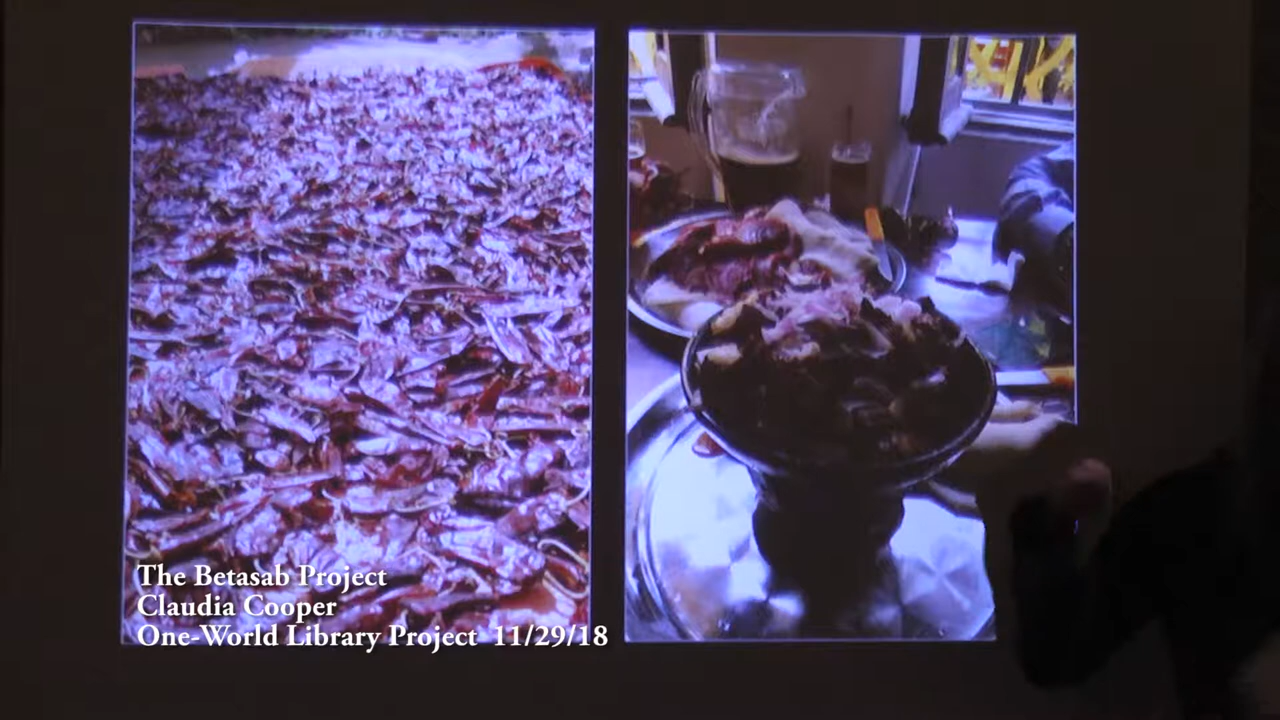 The Betasab Project
Claudia Cooper
One-World Library Project 11/29/18